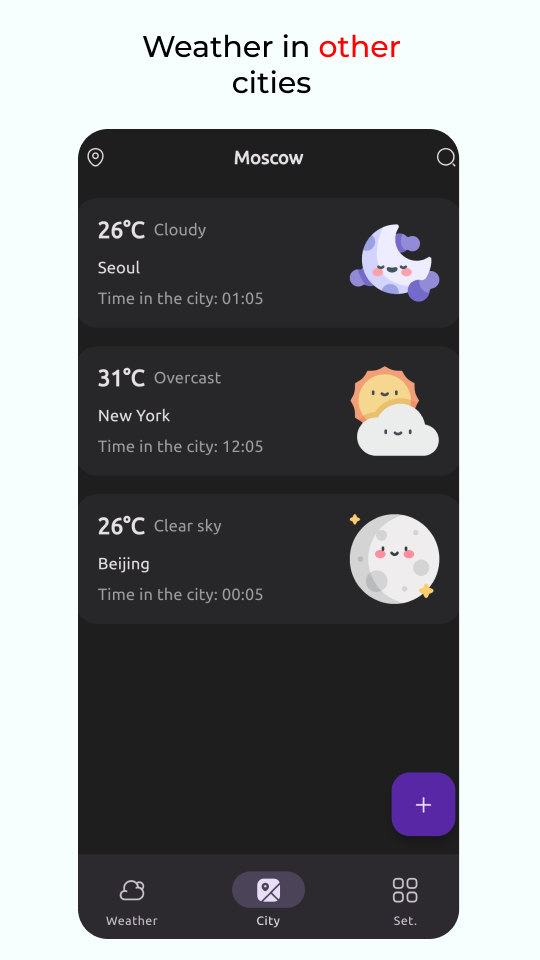 Weather in other
cities
Moscow
26°C Cloudy
Seoul
Time in the city: 01:05
31°C Overcast
New York
Time in the city: 12:05
26°C Clear sky
Beijing
Time in the city: 00:05
Weather City Set.